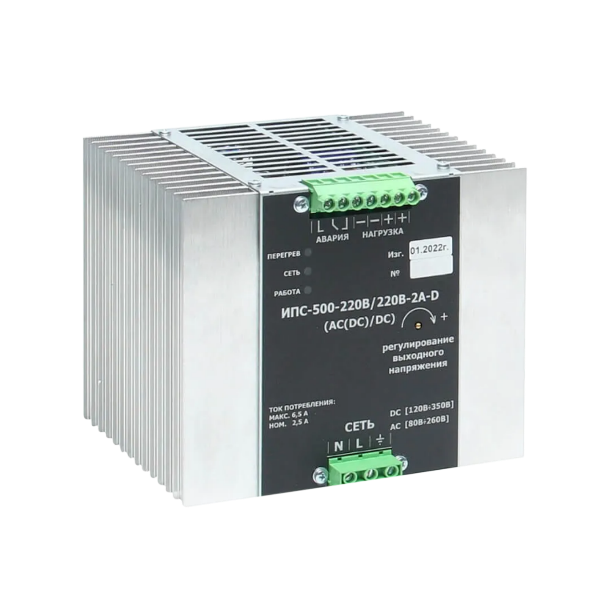 − − + +
АВАРИЯ НАГРУЗКА
ПЕРЕГРЕВ
СЕТЬ
РАБОТА
Изг. 01.2022г.
№
ИПС-500-220В/220В-2А-D
(AC(DC)/DC)
+
регулирование
выходного
напряжения
ТОК ПОТРЕБЛЕНИЯ:
МАКС. 6,5 А
НОМ. 2,5 А
DC [120В÷350В]
AC [80В÷260В]
СЕТЬ
N L